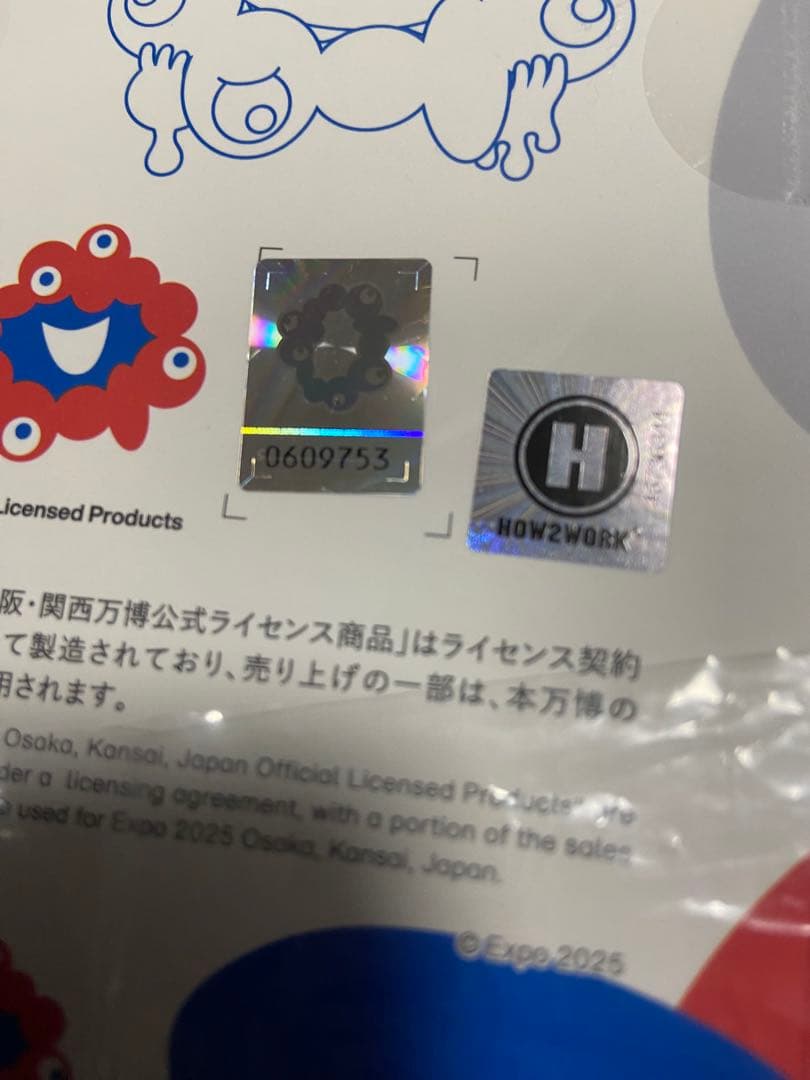 0609753
H
HOW2WORK
Licensed Products
阪・関西万博公式ライセンス商品」はライセンス契約
て製造されており、売り上げの一部は、本万博の
用されます。
Osaka, Kansai, Japan Official Licensed Products" are
der a licensing agreement, with a portion of the sales
used for Expo 2025 Osaka, Kansai, Japan.
© Expo 2025